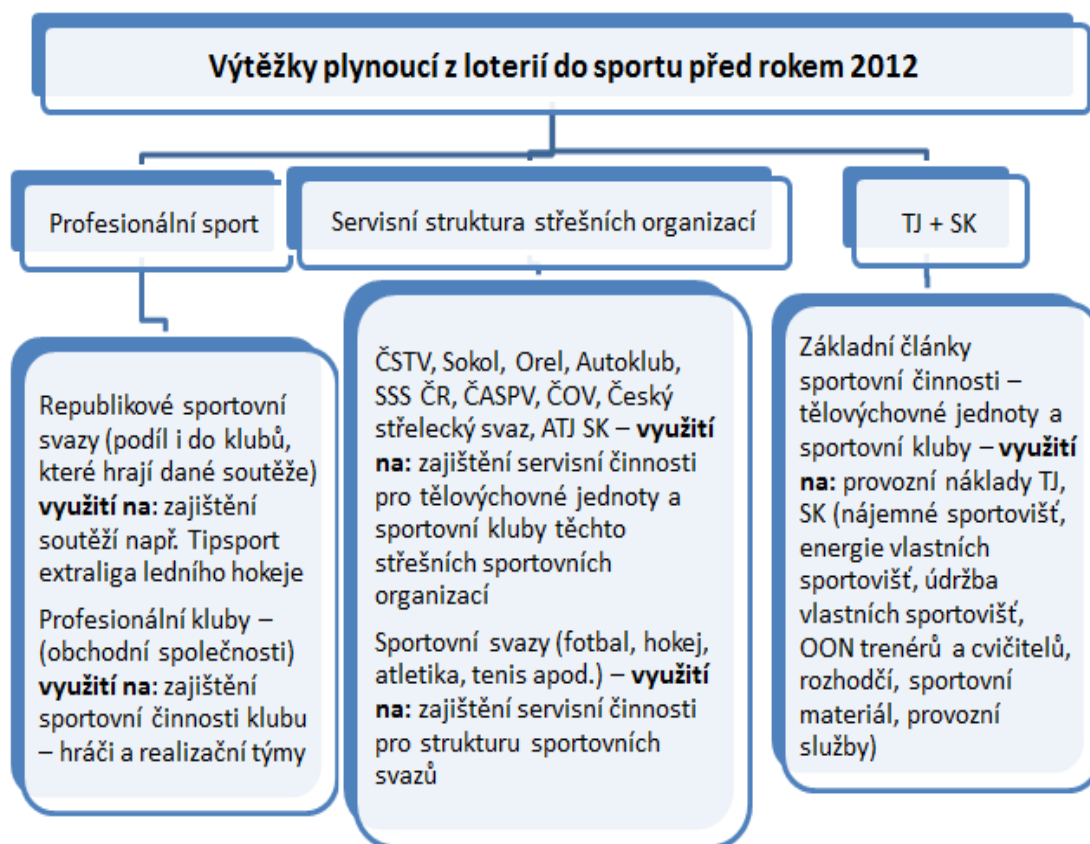 Výtěžky plynoucí z loterií do sportu před rokem 2012
Profesionální sport
Servisní struktura střešních organizací
TJ + SK
Republikové sportovní
svazy (podíl i do klubů,
které hrají dané soutěže)
využití na: zajištění
soutěží např. Tipsport
extraliga ledního hokeje
Profesionální kluby –
(obchodní společnosti)
využití na: zajištění
sportovní činnosti klubu
– hráči a realizační týmy
ČSTV, Sokol, Orel, Autoklub,
SSS ČR, ČASPV, ČOV, Český
střelecký svaz, ATJ SK – využití
na: zajištění servisní činnosti
pro tělovýchovné jednoty a
sportovní kluby těchto
střešních sportovních
organizací
Sportovní svazy (fotbal, hokej,
atletika, tenis apod.) – využití
na: zajištění servisní činnosti
pro strukturu sportovních
svazů
Základní články
sportovní činnosti –
tělovýchovné jednoty a
sportovní kluby – využití
na: provozní náklady TJ,
SK (nájemné sportovišť,
energie vlastních
sportovišť, údržba
vlastních sportovišť,
OON trenérů a cvičitelů,
rozhodčí, sportovní
materiál, provozní
služby)